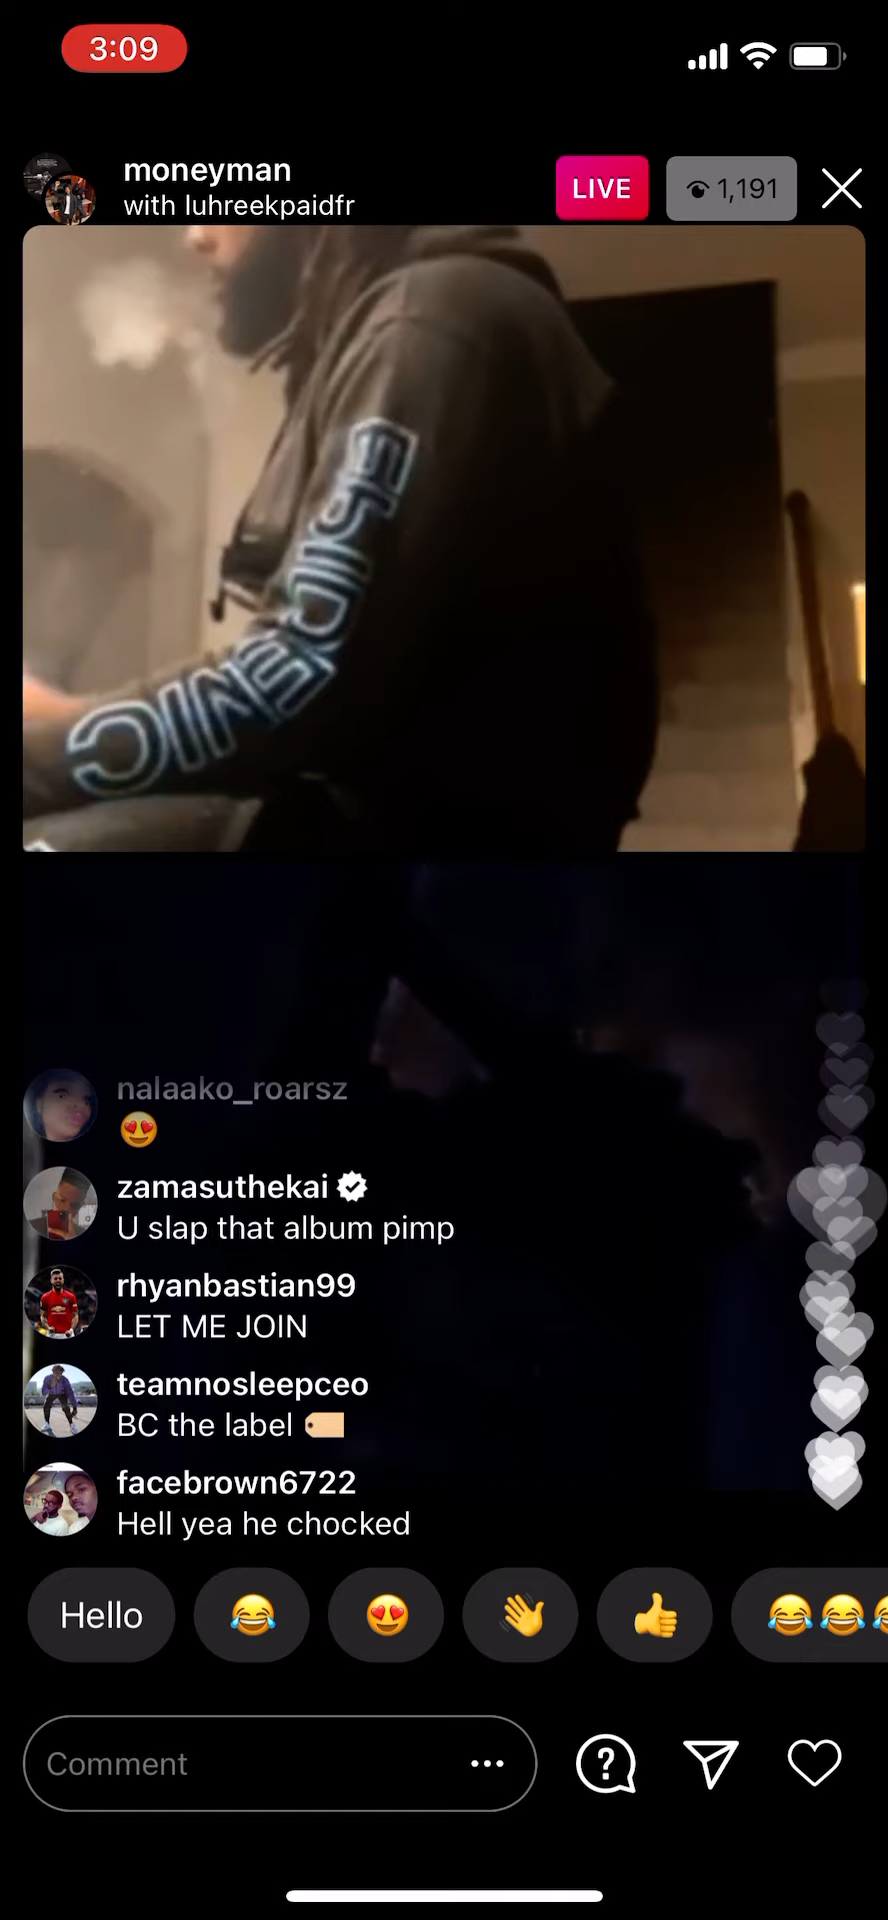 3:09
moneyman
with luhreekpaidfr
LIVE
1,191
nalaako_roarsz
😍
zamasuthekai
U slap that album pimp
rhyanbastian99
LET ME JOIN
teamnosleepceo
BC the label 🏷️
facebrown6722
Hell yea he chocked
Hello 😂 😍 👋 👍 😂😂😂
Comment